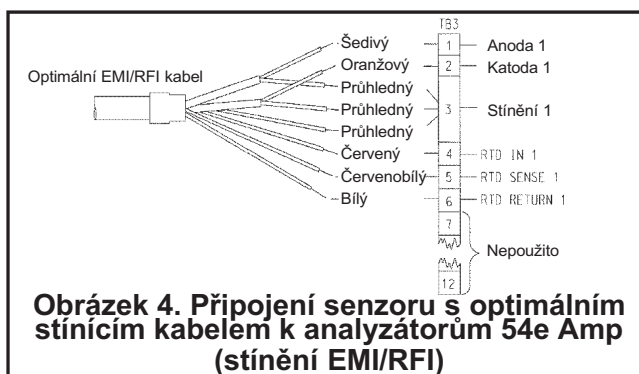 TB3
Optimální EMI/RFI kabel
Šedivý 1 Anoda 1
Oranžový 2 Katoda 1
Průhledný
Průhledný 3 Stínění 1
Průhledný
Červený 4 RTD IN 1
Červenobílý 5 RTD SENSE 1
Bílý 6 RTD RETURN 1
7
Nepoužito
12
Obrázek 4. Připojení senzoru s optimálním
stínícím kabelem k analyzátorům 54e Amp
(stínění EMI/RFI)